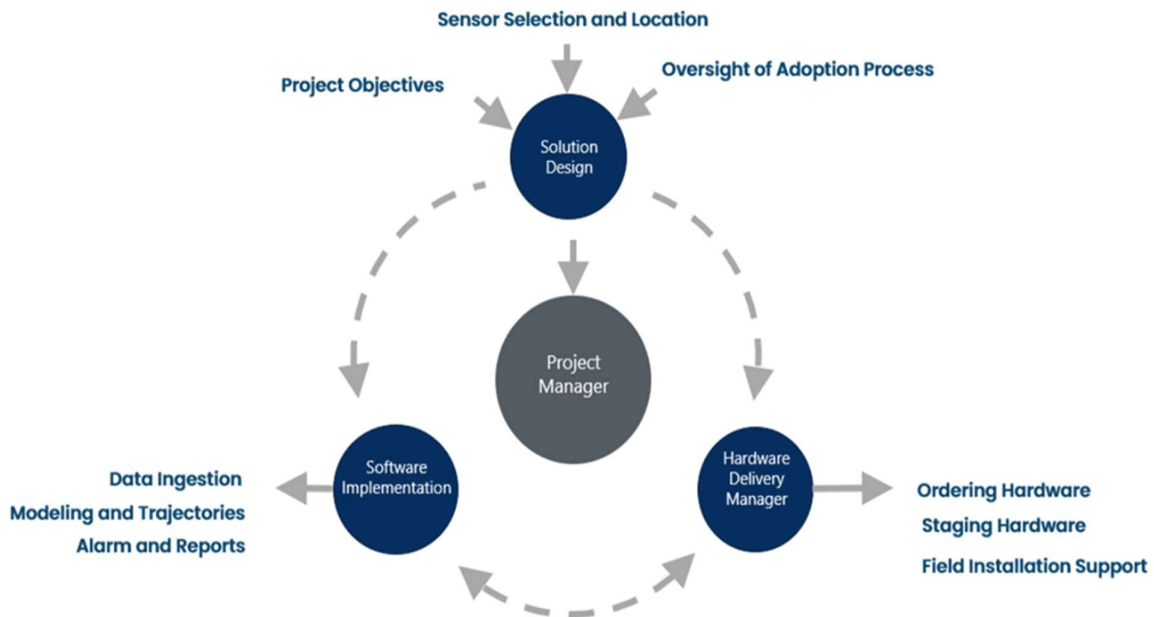 Sensor Selection and Location
Project Objectives
Oversight of Adoption Process
Solution
Design
Project
Manager
Software
Implementation
Hardware
Delivery
Manager
Data Ingestion
Modeling and Trajectories
Alarm and Reports
Ordering Hardware
Staging Hardware
Field Installation Support